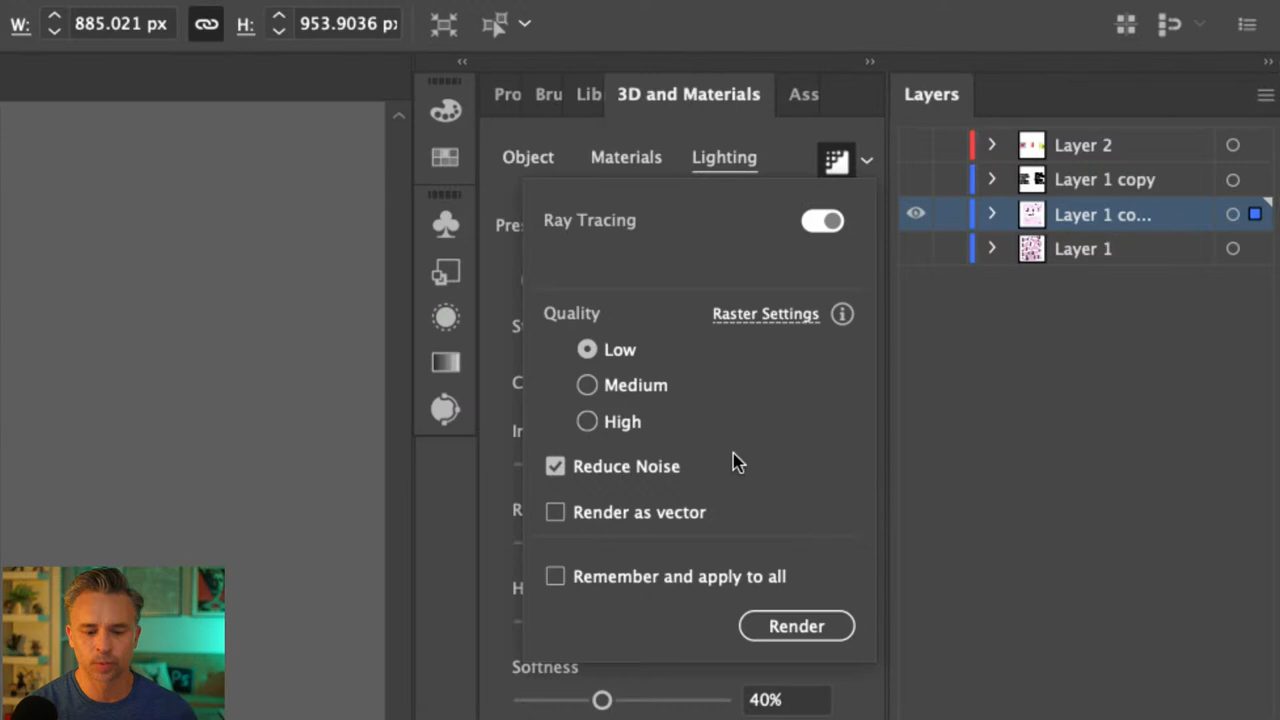 W: 885.021 px H: 953.9036 p
Pro Bru Lib 3D and Materials Ass Layers
Object Materials Lighting
Layer 2
Layer 1 copy
Layer 1 co...
Layer 1
Ray Tracing
Pre
Quality Raster Settings
Low
Medium
High
Reduce Noise
Render as vector
Remember and apply to all
Render
Softness
40%
Ps